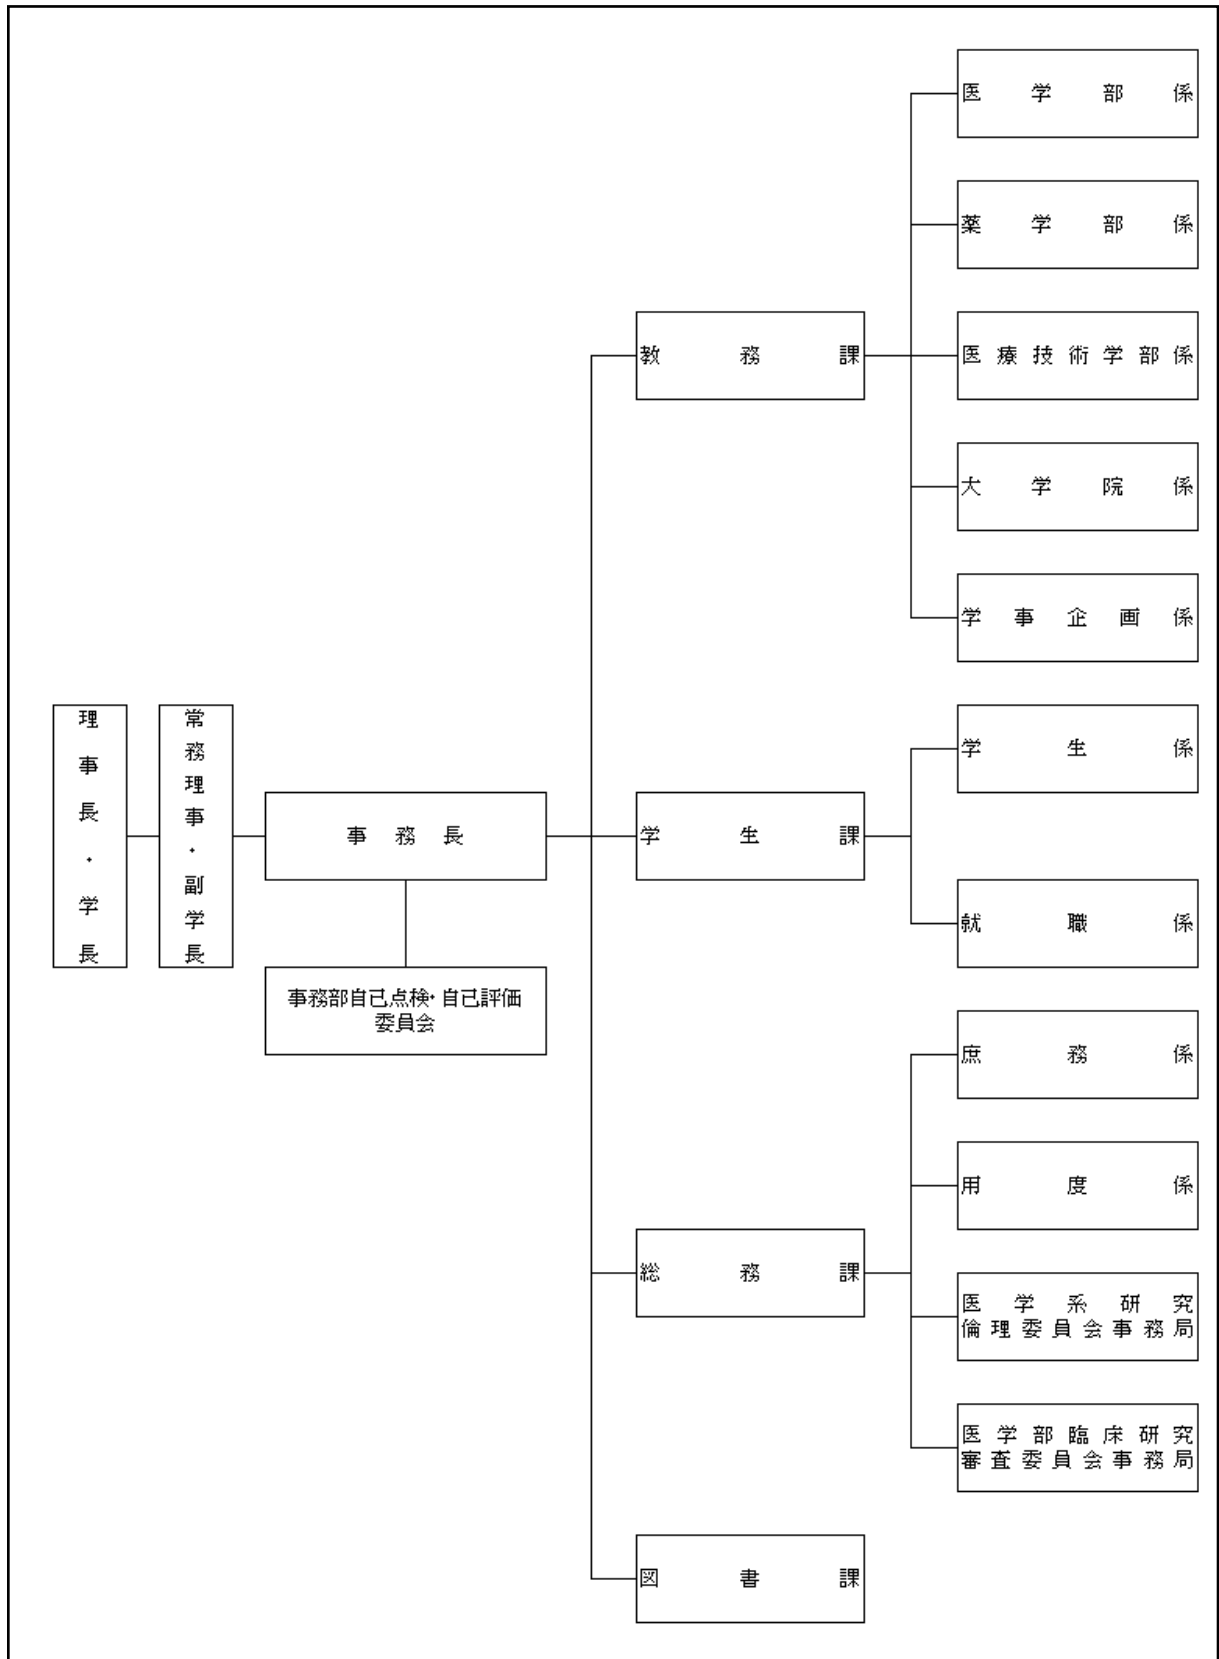 医学部係
薬学部係
教務課
医療技術学部係
大学院係
学事企画係
理事長・学長
常務理事・副学長
事務長
事務部自己点検・自己評価
委員会
学生係
学生課
就職係
庶務係
用度係
総務課
医学系研究
倫理委員会事務局
医学部臨床研究
審査委員会事務局
図書課